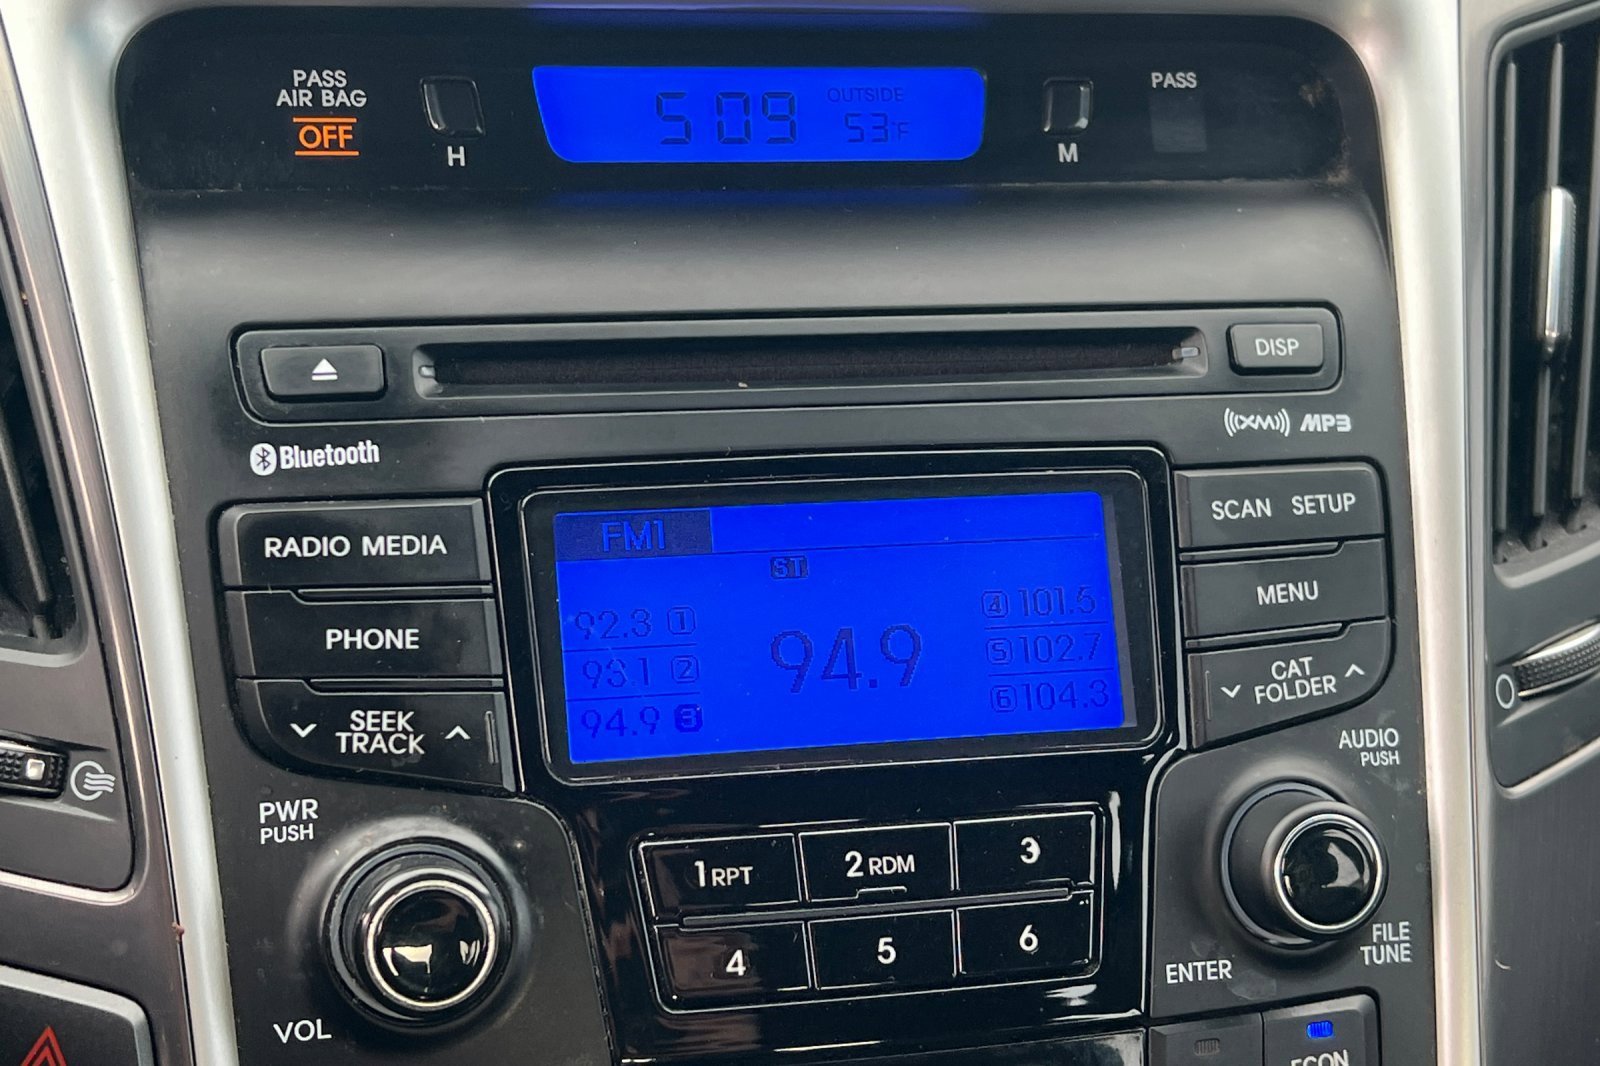 PASS
AIR BAG
OFF
H
5 09
OUTSIDE
53°F
M
PASS
DISP
Bluetooth
((XM)) MP3
RADIO MEDIA
PHONE
SEEK
TRACK
FM1
ST
92.3 1
93.1 2
94.9 3
94.9
4 101.5
5 102.7
6 104.3
SCAN SETUP
MENU
CAT
FOLDER
PWR
PUSH
VOL
1 RPT
2 RDM
3
4
5
6
AUDIO
PUSH
FILE
TUNE
ENTER
ECON